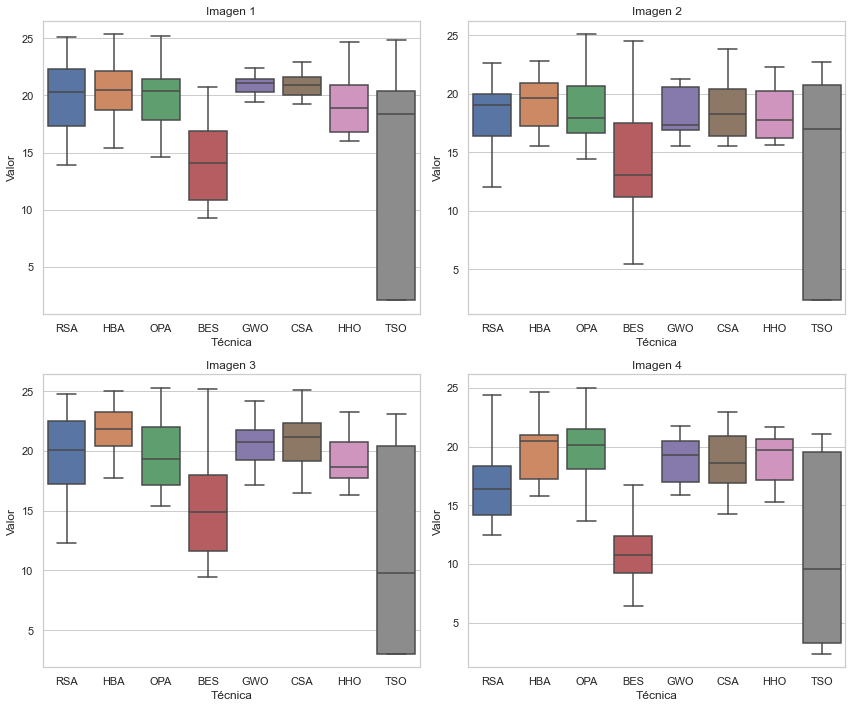 Imagen 1
Valor
25
20
15
10
5
RSA HBA OPA BES GWO CSA HHO TSO
Técnica
Imagen 2
Valor
25
20
15
10
5
RSA HBA OPA BES GWO CSA HHO TSO
Técnica
Imagen 3
Valor
25
20
15
10
5
RSA HBA OPA BES GWO CSA HHO TSO
Técnica
Imagen 4
Valor
25
20
15
10
5
RSA HBA OPA BES GWO CSA HHO TSO
Técnica